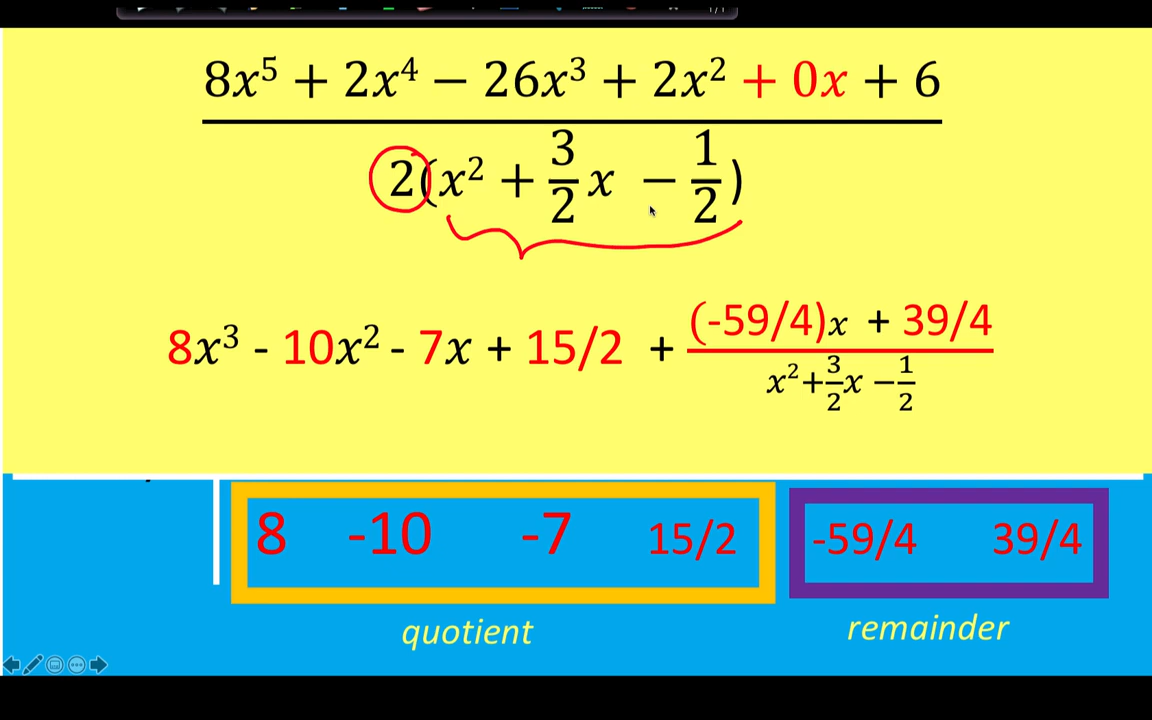 8x⁵ + 2x⁴ − 26x³ + 2x² + 0x + 6
2(x² + 3/2 x − 1/2)
8x³ - 10x² - 7x + 15/2 + (-59/4)x + 39/4
x² + 3/2 x − 1/2
8 -10 -7 15/2 -59/4 39/4
quotient remainder